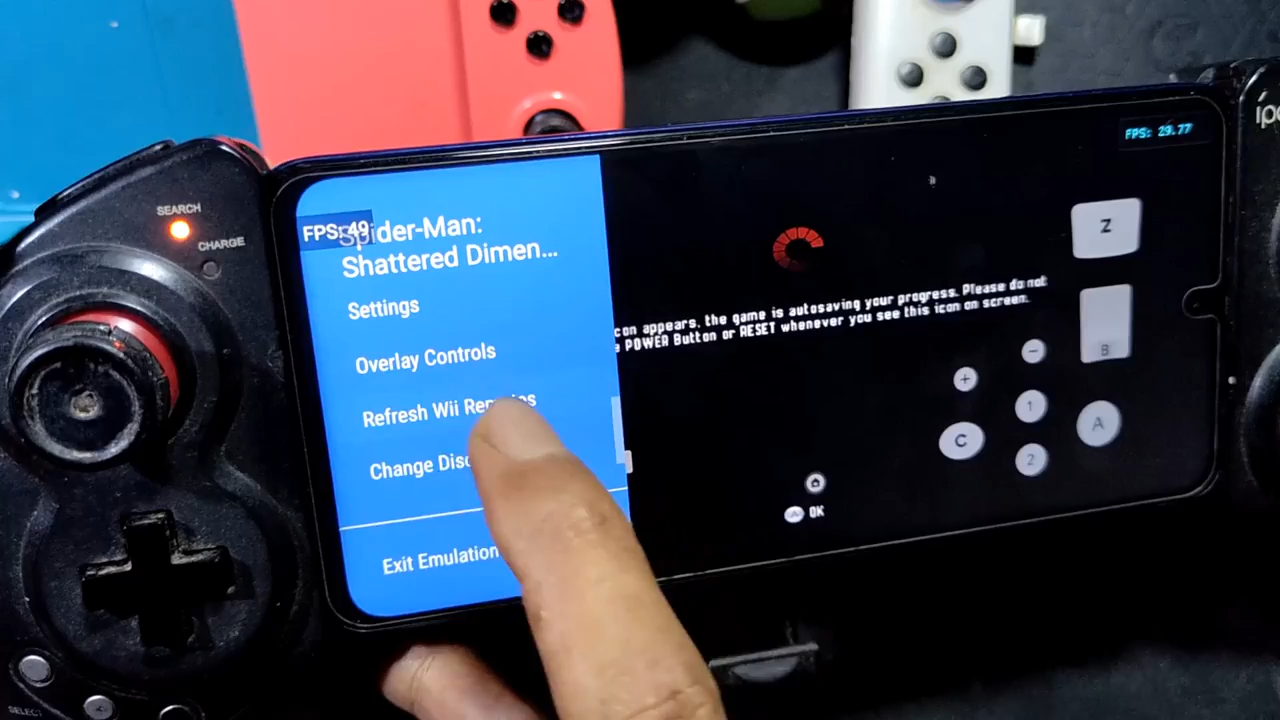 SEARCH
CHARGE
FPS: 49
Spider-Man:
Shattered Dimen...
Settings
Overlay Controls
Refresh Wii Remotes
Change Disc
Exit Emulation
FPS: 29.77
con appears, the game is autosaving your progress. Please do not
POWER Button or RESET whenever you see this icon on screen.
OK
Z
B
-
+
1
C
A
2
SELECT